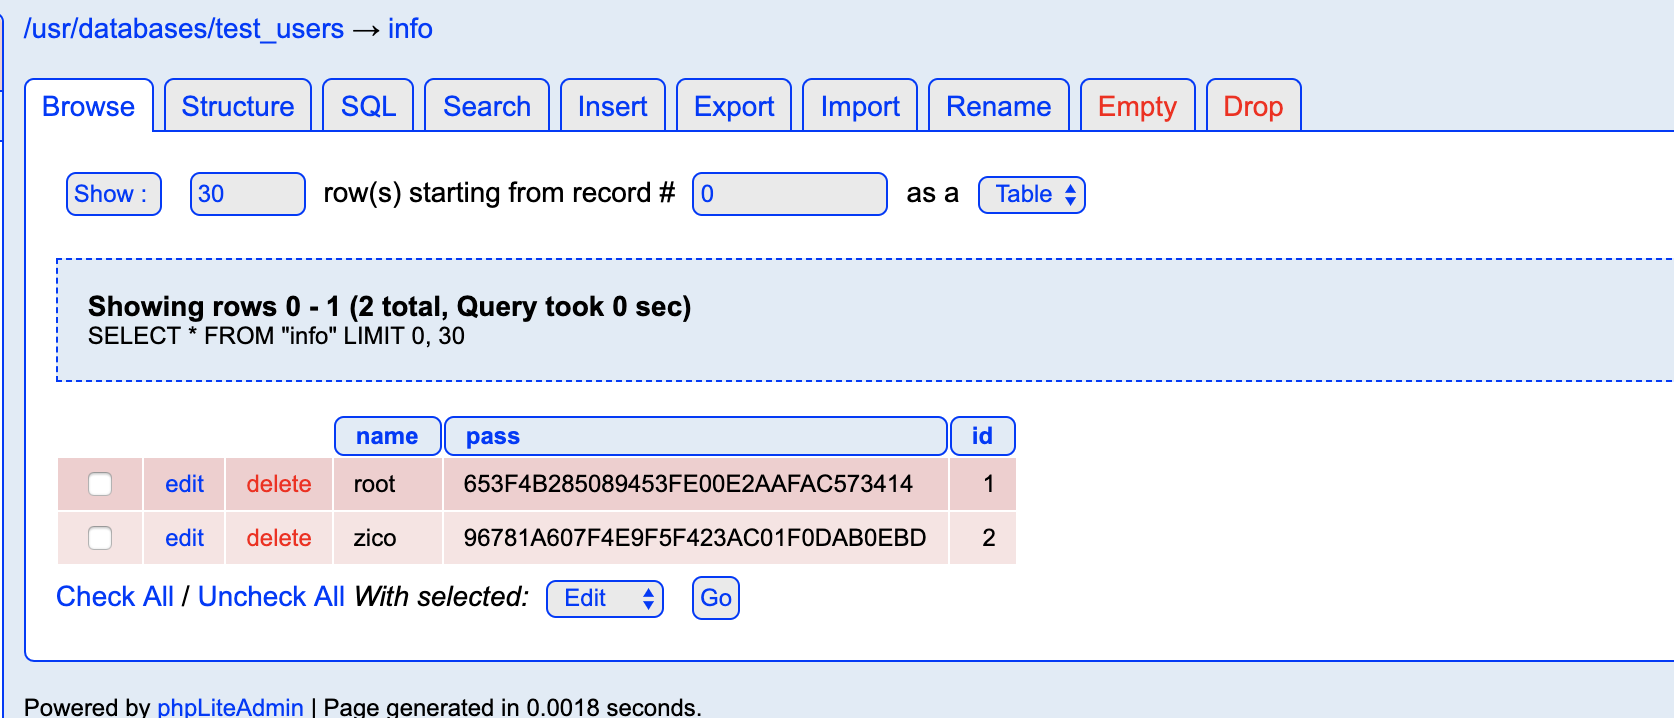 /usr/databases/test_users → info
Browse Structure SQL Search Insert Export Import Rename Empty Drop
Show : 30 row(s) starting from record # 0 as a Table
Showing rows 0 - 1 (2 total, Query took 0 sec)
SELECT * FROM "info" LIMIT 0, 30
name pass id
edit delete root 653F4B285089453FE00E2AAFAC573414 1
edit delete zico 96781A607F4E9F5F423AC01F0DAB0EBD 2
Check All / Uncheck All With selected: Edit Go
Powered by phpLiteAdmin | Page generated in 0.0018 seconds.